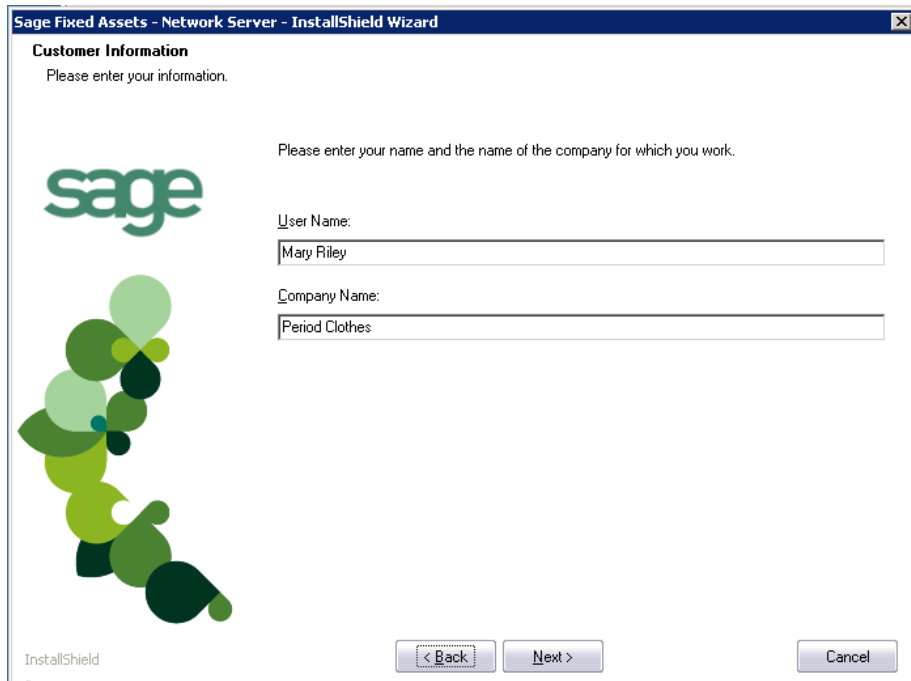 Sage Fixed Assets - Network Server - InstallShield Wizard
Customer Information
Please enter your information.
Please enter your name and the name of the company for which you work.
sage
User Name:
Mary Riley
Company Name:
Period Clothes
InstallShield
< Back
Next >
Cancel